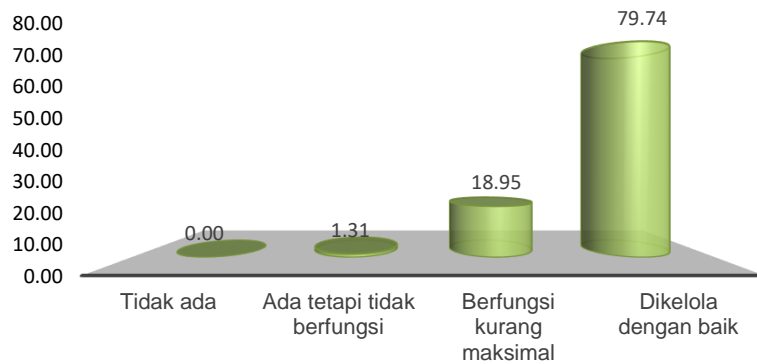 80.00
70.00
60.00
50.00
40.00
30.00
20.00
10.00
0.00
0.00
1.31
18.95
79.74
Tidak ada
Ada tetapi tidak
berfungsi
Berfungsi
kurang
maksimal
Dikelola
dengan baik